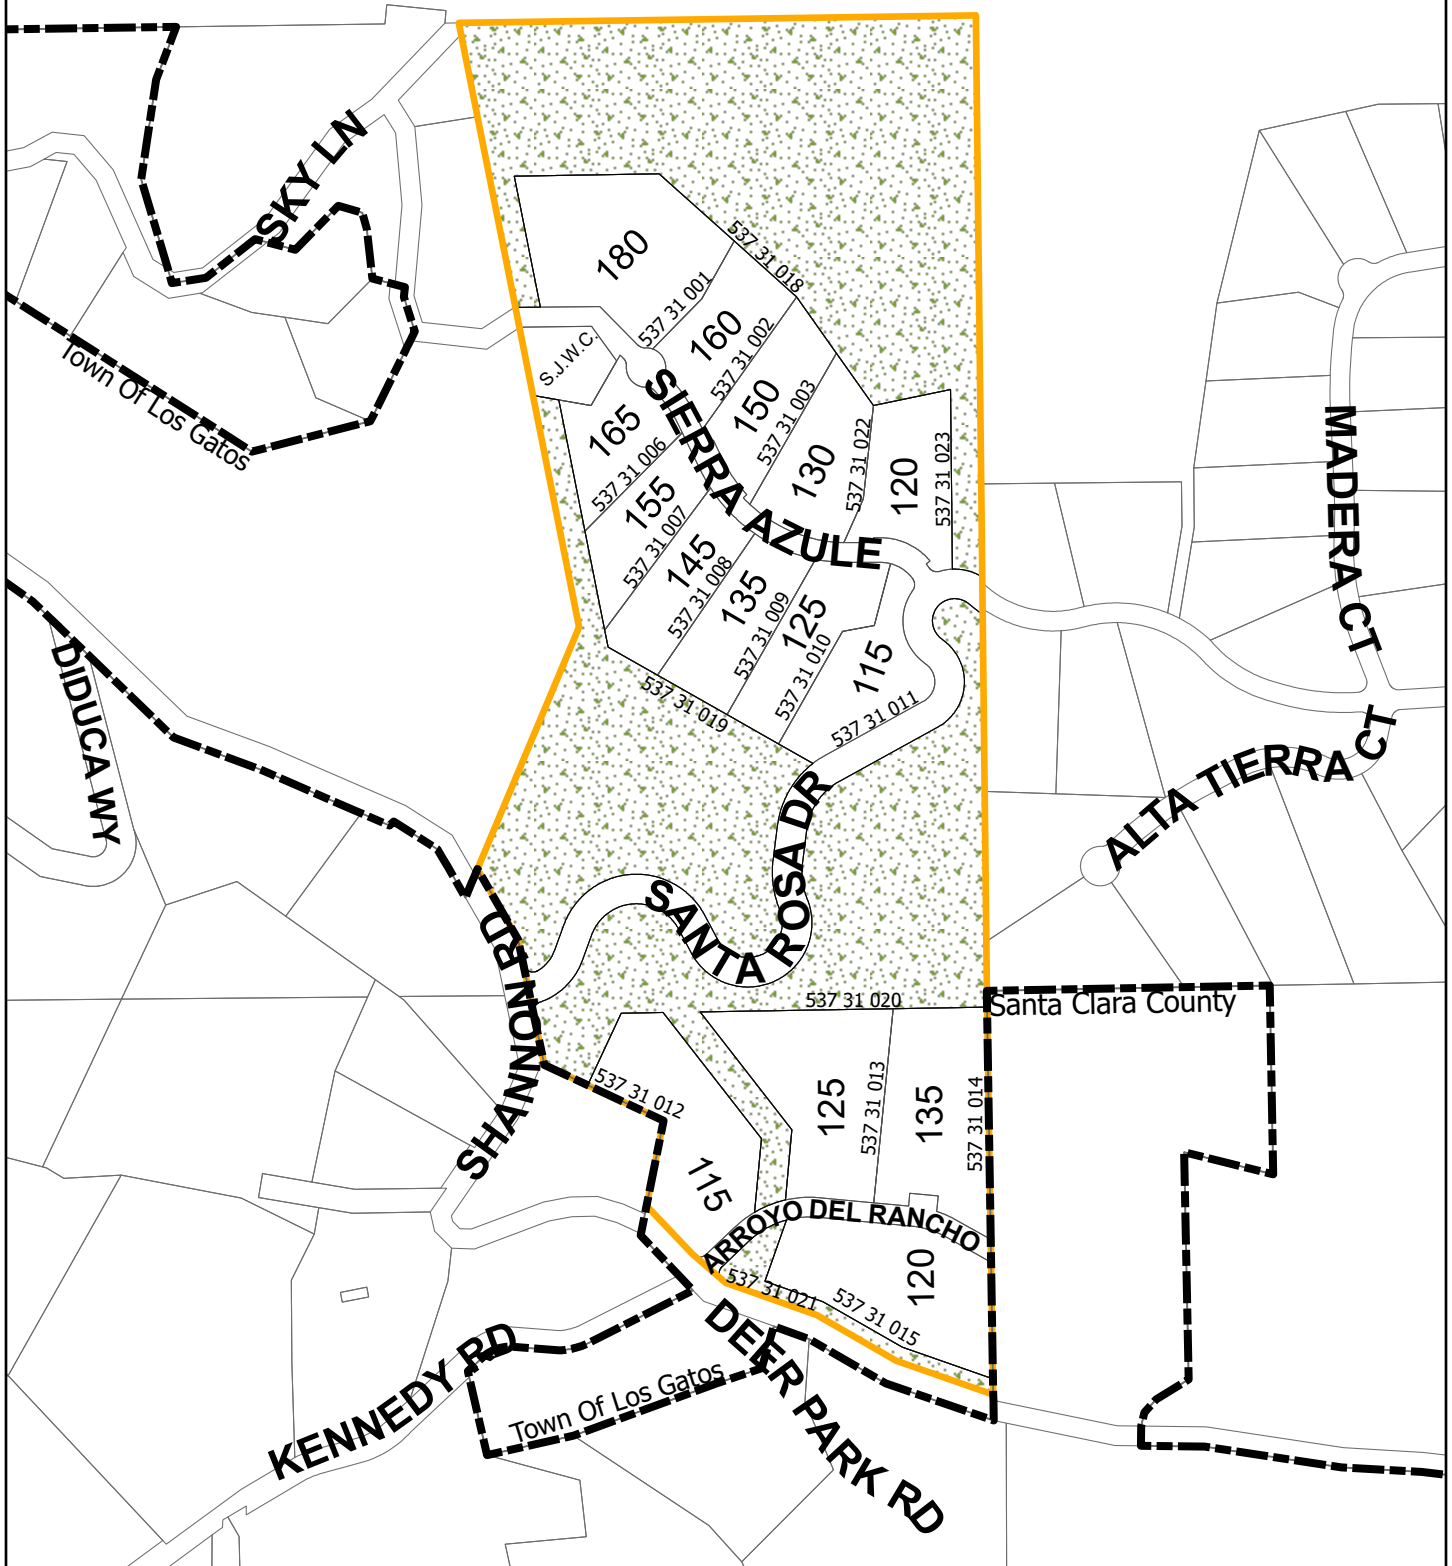 SKY LN
180
537 31 018
537 31 001
160
537 31 002
S.J.W.C.
Town Of Los Gatos
150
537 31 003
165
537 31 006
SIERRA AZULE
130
537 31 022
120
537 31 023
MADERA CT
155
537 31 007
145
537 31 008
135
537 31 009
125
537 31 010
115
537 31 011
537 31 019
DIDUCA WY
ALTA TIERRA CT
SANTA ROSA DR
SHANNON RD
537 31 020
Santa Clara County
537 31 012
125
537 31 013
135
537 31 014
115
ARROYO DEL RANCHO
120
537 31 021
537 31 015
DEER PARK RD
KENNEDY RD
Town Of Los Gatos